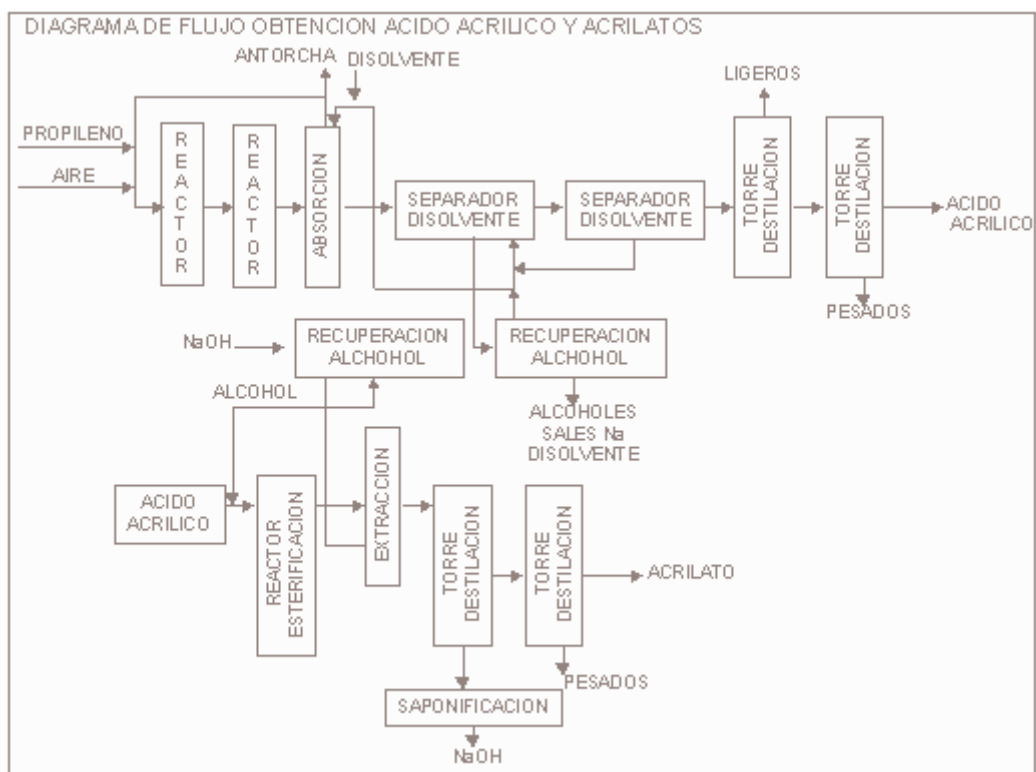 DIAGRAMA DE FLUJO OBTENCION ACIDO ACRILICO Y ACRILATOS
ANTORCHA
DISOLVENTE
LIGEROS
PROPILENO
AIRE
REACTOR
REACTOR
ABSORCION
SEPARADOR
DISOLVENTE
SEPARADOR
DISOLVENTE
TORRE
DESTILACION
TORRE
DESTILACION
ACIDO
ACRILICO
PESADOS
NaOH
RECUPERACION
ALCHOHOL
RECUPERACION
ALCHOHOL
ALCOHOL
ALCOHOLES
SALES Na
DISOLVENTE
ACIDO
ACRILICO
REACTOR
ESTERIFICACION
EXTRACCION
TORRE
DESTILACION
TORRE
DESTILACION
ACRILATO
PESADOS
SAPONIFICACION
NaOH